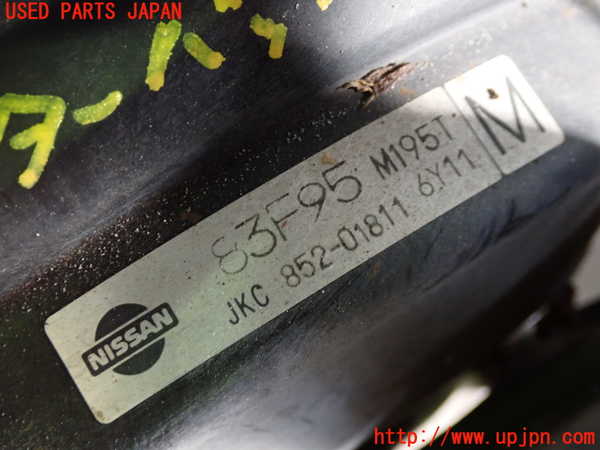 USED PARTS JAPAN
83F95 M195T M
JKC 852-01811 6Y11
NISSAN
http://www.upjpn.com/